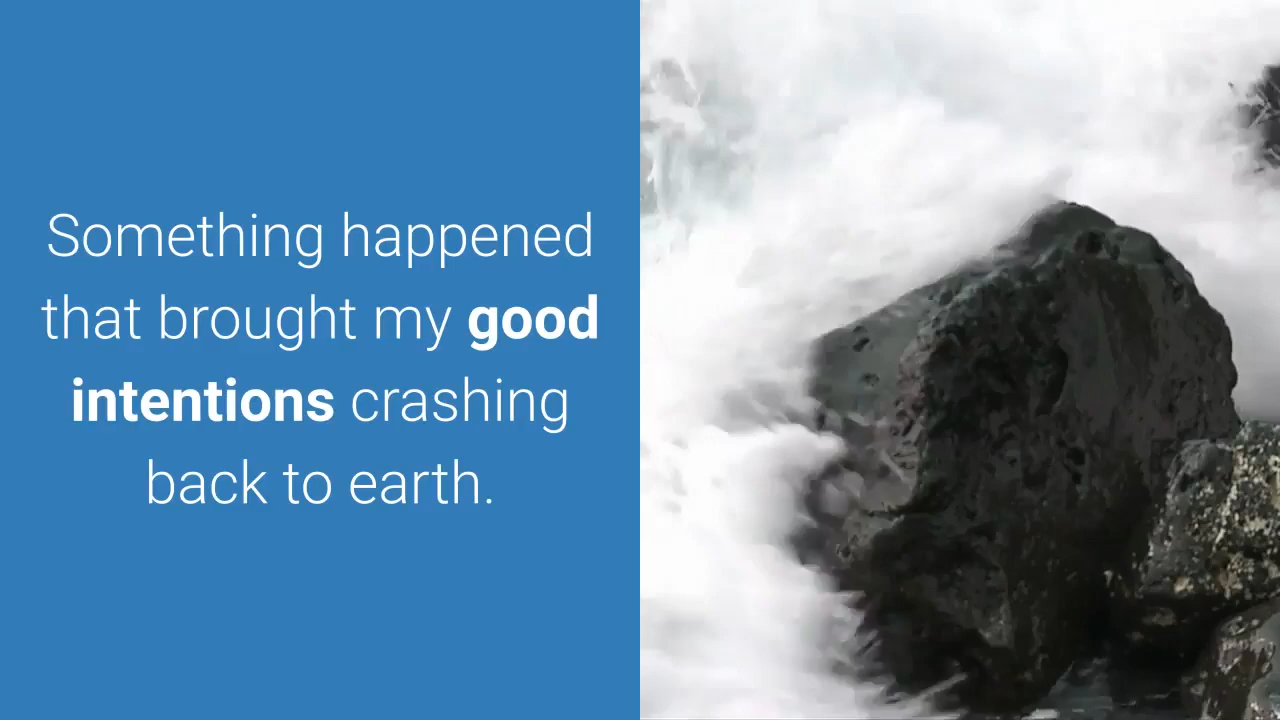 Something happened
that brought my good
intentions crashing
back to earth.